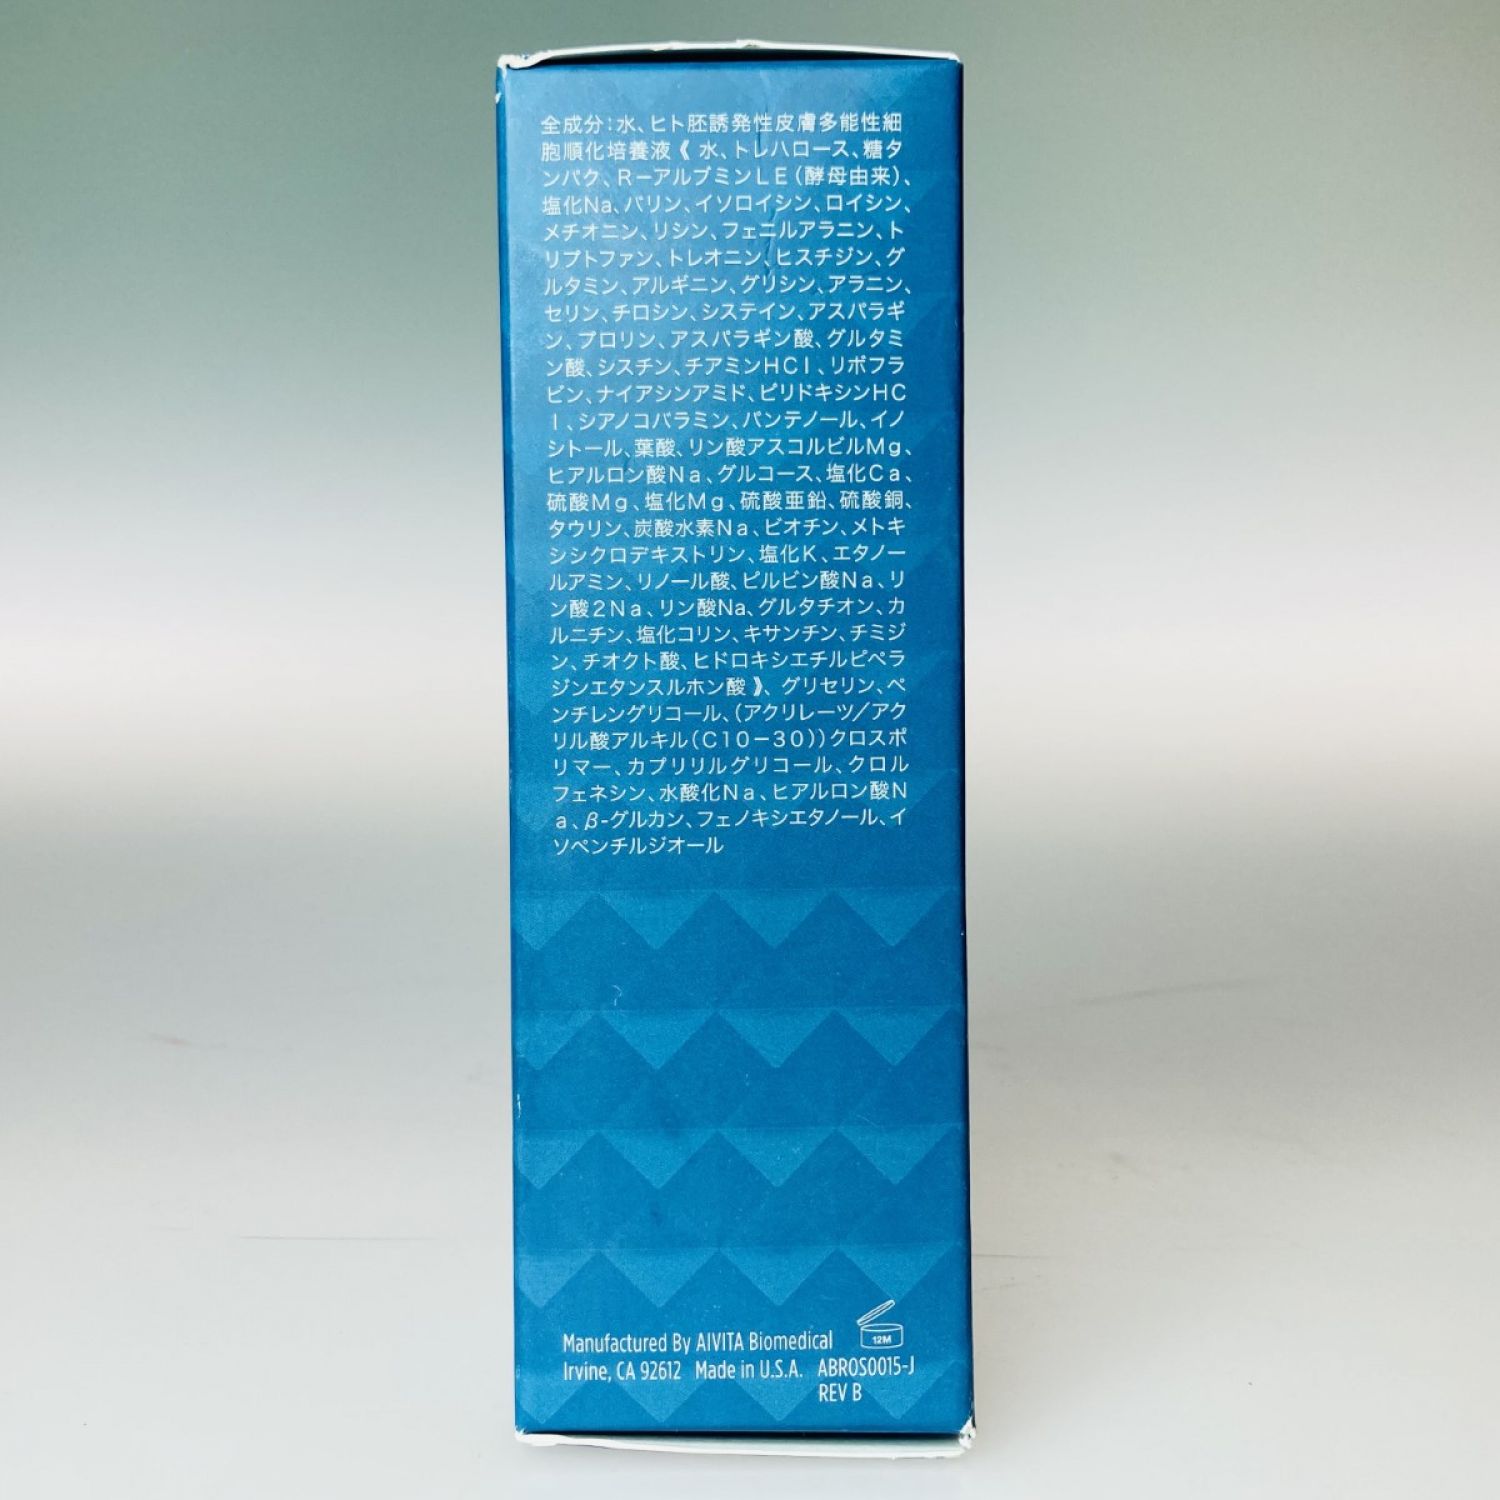 全成分：水、ヒト胚誘発性皮膚多能性細
胞順化培養液《 水、トレハロース、糖タ
ンパク、Ｒ－アルブミンＬＥ（酵母由来）、
塩化Na、バリン、イソロイシン、ロイシン、
メチオニン、リシン、フェニルアラニン、ト
リプトファン、トレオニン、ヒスチジン、グ
ルタミン、アルギニン、グリシン、アラニン、
セリン、チロシン、システイン、アスパラギ
ン、プロリン、アスパラギン酸、グルタミ
ン酸、シスチン、チアミンＨＣｌ、リボフラ
ビン、ナイアシンアミド、ピリドキシンＨＣ
ｌ、シアノコバラミン、パンテノール、イノ
シトール、葉酸、リン酸アスコルビルＭｇ、
ヒアルロン酸Ｎａ、グルコース、塩化Ｃａ、
硫酸Ｍｇ、塩化Ｍｇ、硫酸亜鉛、硫酸銅、
タウリン、炭酸水素Ｎａ、ビオチン、メトキ
シシクロデキストリン、塩化Ｋ、エタノー
ルアミン、リノール酸、ピルビン酸Ｎａ、リ
ン酸２Ｎａ、リン酸Na、グルタチオン、カ
ルニチン、塩化コリン、キサンチン、チミジ
ン、チオクト酸、ヒドロキシエチルピペラ
ジンエタンスルホン酸 》、グリセリン、ペ
ンチレングリコール、（アクリレーツ／アク
リル酸アルキル（Ｃ１０－３０））クロスポ
リマー、カプリリルグリコール、クロル
フェネシン、水酸化Ｎａ、ヒアルロン酸Ｎ
ａ、β-グルカン、フェノキシエタノール、イ
ソペンチルジオール
12M
Manufactured By AIVITA Biomedical
Irvine, CA 92612 Made in U.S.A. ABROS0015-J
REV B